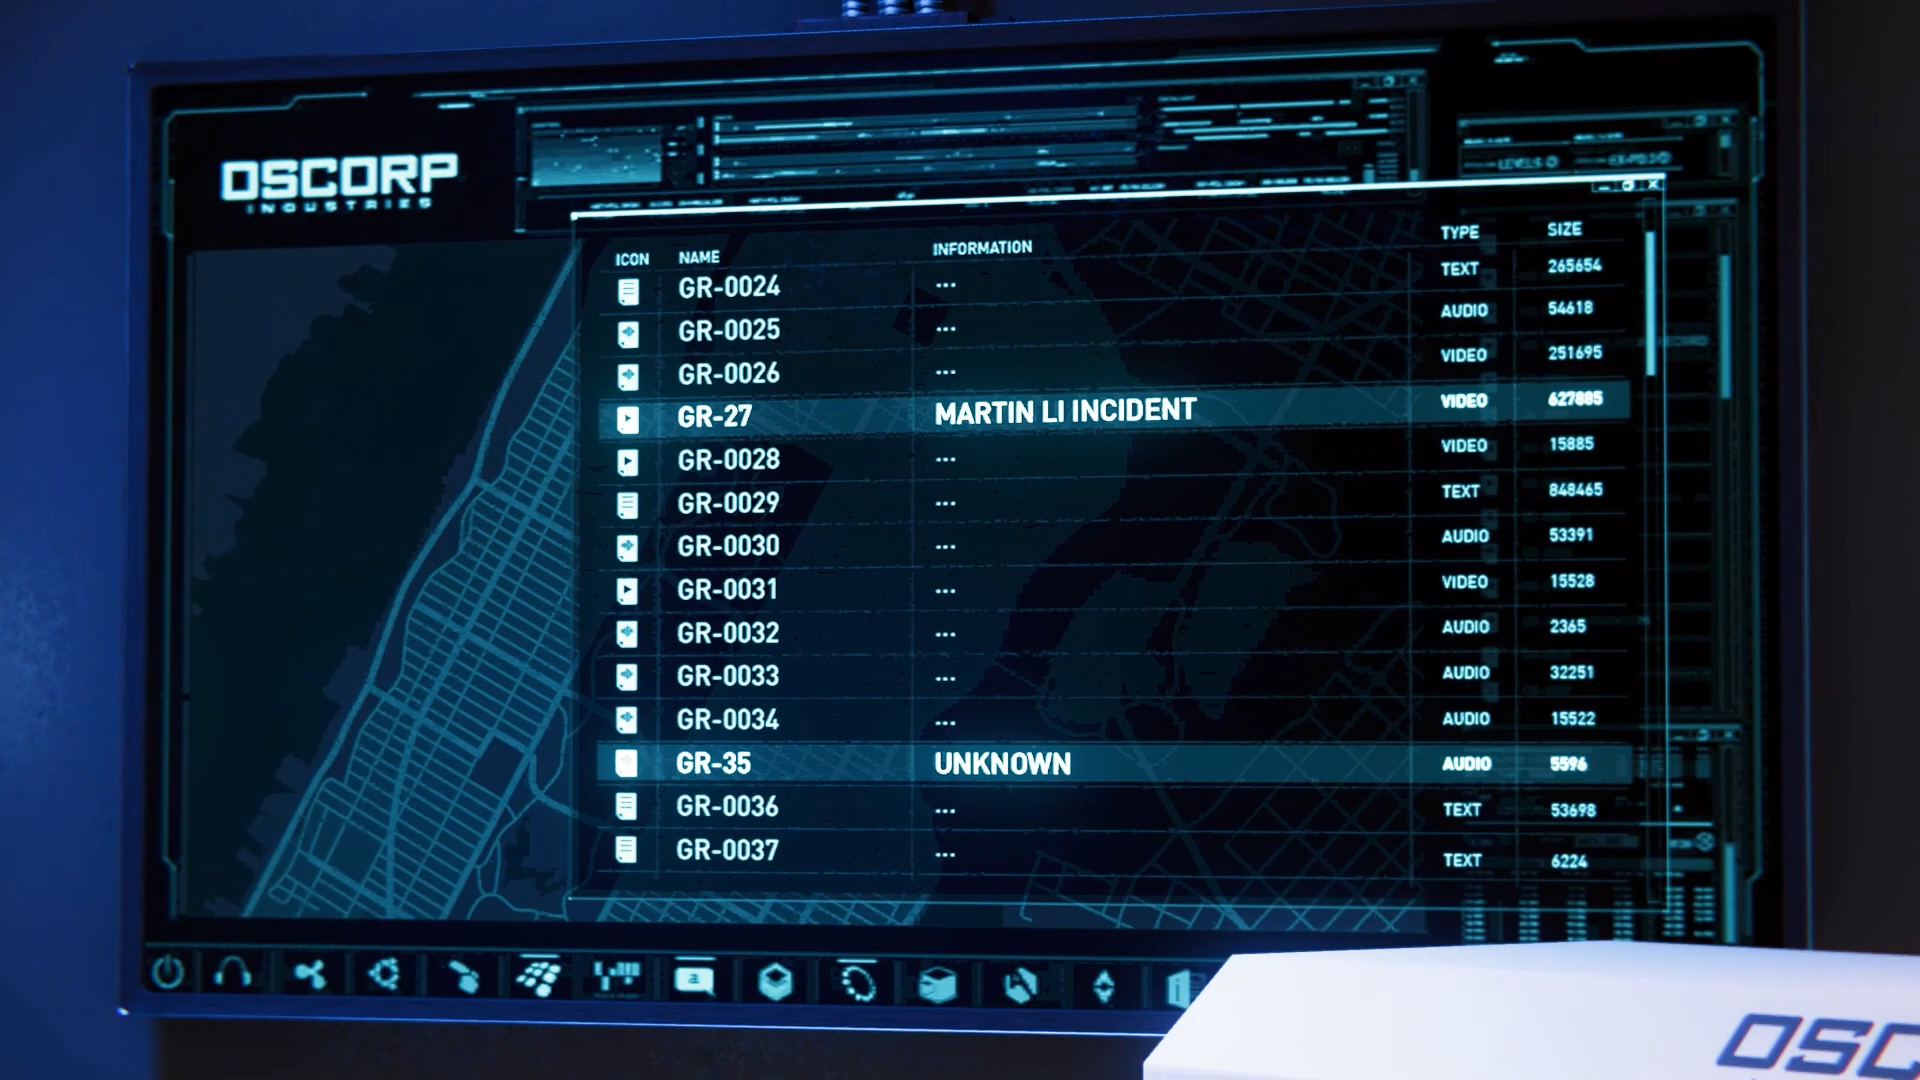 OSCORP
INDUSTRIES
ICON NAME INFORMATION TYPE SIZE
GR-0024 ... TEXT 265654
GR-0025 ... AUDIO 54618
GR-0026 ... VIDEO 251695
GR-27 MARTIN LI INCIDENT VIDEO 627885
GR-0028 ... VIDEO 15885
GR-0029 ... TEXT 848465
GR-0030 ... AUDIO 53391
GR-0031 ... VIDEO 15528
GR-0032 ... AUDIO 2365
GR-0033 ... AUDIO 32251
GR-0034 ... AUDIO 15522
GR-35 UNKNOWN AUDIO 5596
GR-0036 ... TEXT 53698
GR-0037 ... TEXT 6224
a
OSC